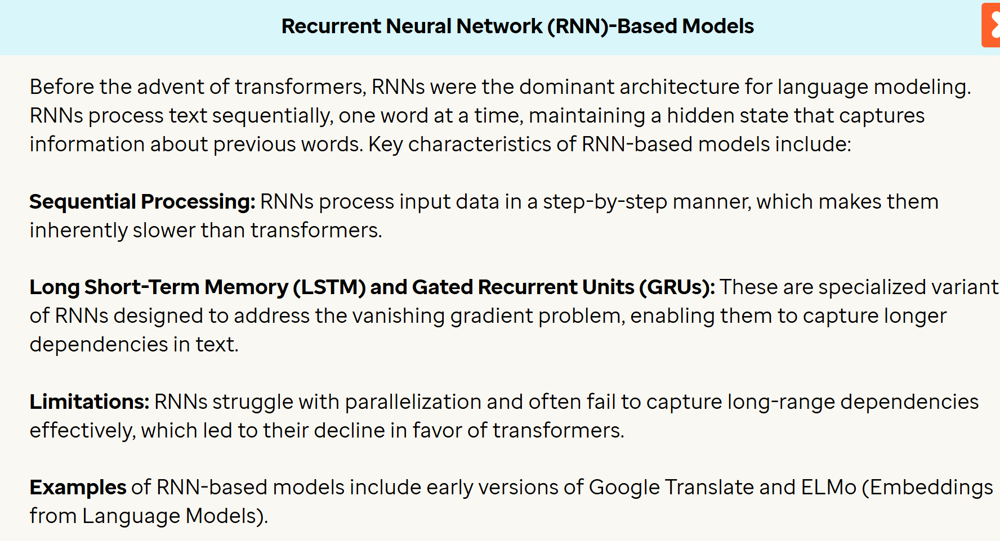 Recurrent Neural Network (RNN)-Based Models
Before the advent of transformers, RNNs were the dominant architecture for language modeling.
RNNs process text sequentially, one word at a time, maintaining a hidden state that captures
information about previous words. Key characteristics of RNN-based models include:
Sequential Processing: RNNs process input data in a step-by-step manner, which makes them
inherently slower than transformers.
Long Short-Term Memory (LSTM) and Gated Recurrent Units (GRUs): These are specialized variant
of RNNs designed to address the vanishing gradient problem, enabling them to capture longer
dependencies in text.
Limitations: RNNs struggle with parallelization and often fail to capture long-range dependencies
effectively, which led to their decline in favor of transformers.
Examples of RNN-based models include early versions of Google Translate and ELMo (Embeddings
from Language Models).